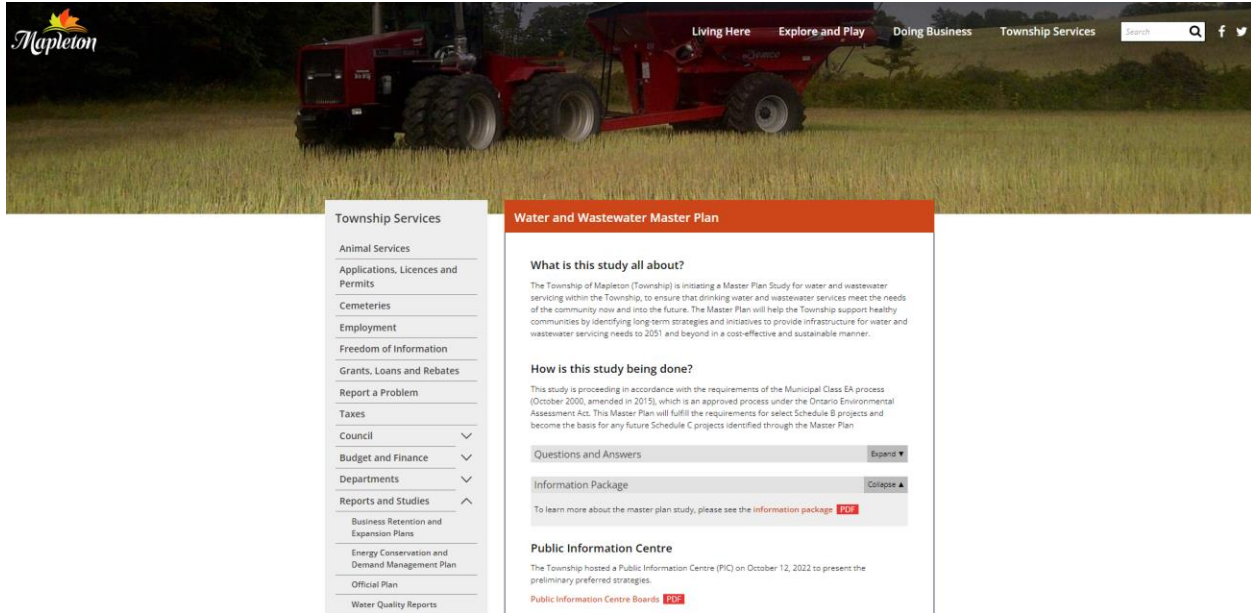 Mapleton
Living Here Explore and Play Doing Business Township Services Search
Township Services
Animal Services
Applications, Licences and
Permits
Cemeteries
Employment
Freedom of Information
Grants, Loans and Rebates
Report a Problem
Taxes
Council
Budget and Finance
Departments
Reports and Studies
Business Retention and
Expansion Plans
Energy Conservation and
Demand Management Plan
Official Plan
Water Quality Reports
Water and Wastewater Master Plan
What is this study all about?
The Township of Mapleton (Township) is initiating a Master Plan Study for water and wastewater
servicing within the Township, to ensure that drinking water and wastewater services meet the needs
of the community now and into the future. The Master Plan will help the Township support healthy
communities by identifying long-term strategies and initiatives to provide infrastructure for water and
wastewater servicing needs to 2051 and beyond in a cost-effective and sustainable manner.
How is this study being done?
This study is proceeding in accordance with the requirements of the Municipal Class EA process
(October 2000, amended in 2015), which is an approved process under the Ontario Environmental
Assessment Act. This Master Plan will fulfill the requirements for select Schedule B projects and
become the basis for any future Schedule C projects identified through the Master Plan
Questions and Answers Expand ▼
Information Package Collapse ▲
To learn more about the master plan study, please see the information package PDF
Public Information Centre
The Township hosted a Public Information Centre (PIC) on October 12, 2022 to present the
preliminary preferred strategies.
Public Information Centre Boards PDF